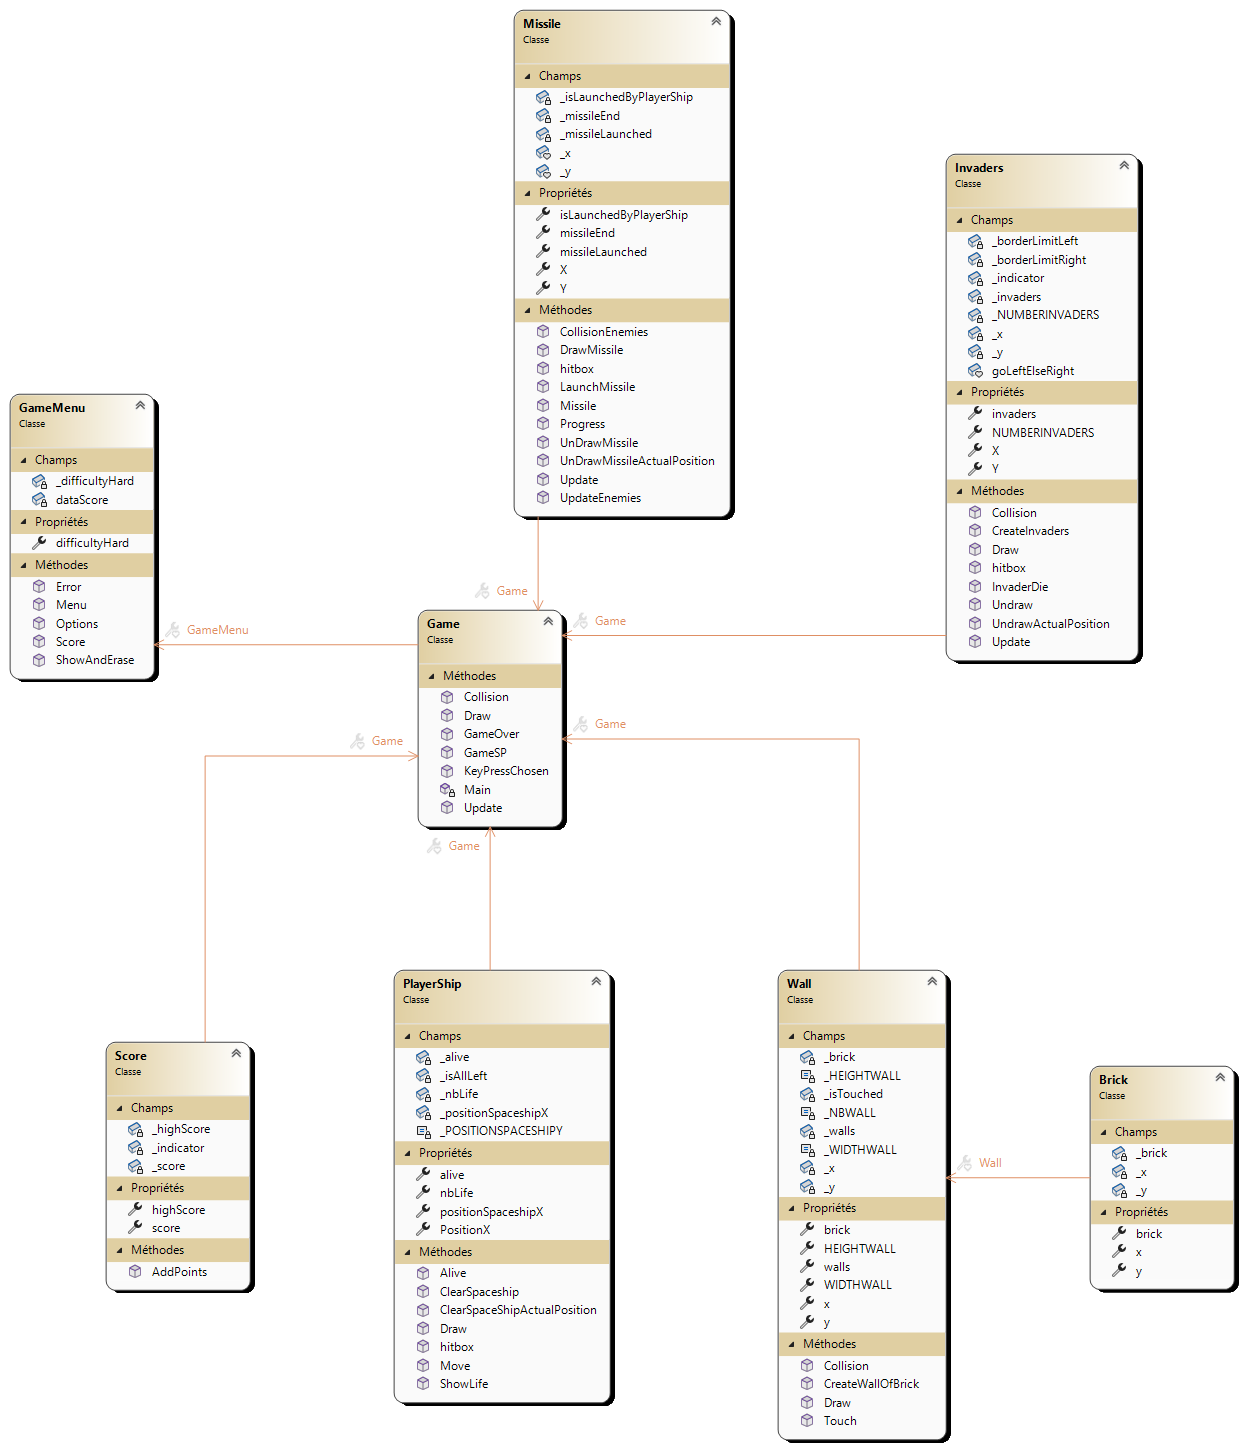 Missile
Classe
Champs
_isLaunchedByPlayerShip
_missileEnd
_missileLaunched
_x
_y
Propriétés
isLaunchedByPlayerShip
missileEnd
missileLaunched
X
Y
Méthodes
CollisionEnemies
DrawMissile
hitbox
LaunchMissile
Missile
Progress
UnDrawMissile
UnDrawMissileActualPosition
Update
UpdateEnemies
Invaders
Classe
Champs
_borderLimitLeft
_borderLimitRight
_indicator
_invaders
_NUMBERINVADERS
_x
_y
goLeftElseRight
Propriétés
invaders
NUMBERINVADERS
X
Y
Méthodes
Collision
CreateInvaders
Draw
hitbox
InvaderDie
Undraw
UndrawActualPosition
Update
GameMenu
Classe
Champs
_difficultyHard
dataScore
Propriétés
difficultyHard
Méthodes
Error
Menu
Options
Score
ShowAndErase
Game
Game
GameMenu
Game
Classe
Méthodes
Collision
Draw
GameOver
GameSP
KeyPressChosen
Main
Update
Game
Game
Game
PlayerShip
Classe
Champs
_alive
_isAllLeft
_nbLife
_positionSpaceshipX
_POSITIONSPACESHIPY
Propriétés
alive
nbLife
positionSpaceshipX
PositionX
Méthodes
Alive
ClearSpaceship
ClearSpaceShipActualPosition
Draw
hitbox
Move
ShowLife
Wall
Classe
Champs
_brick
_HEIGHTWALL
_isTouched
_NBWALL
_walls
_WIDTHWALL
_x
_y
Propriétés
brick
HEIGHTWALL
walls
WIDTHWALL
x
y
Méthodes
Collision
CreateWallOfBrick
Draw
Touch
Score
Classe
Champs
_highScore
_indicator
_score
Propriétés
highScore
score
Méthodes
AddPoints
Wall
Brick
Classe
Champs
_brick
_x
_y
Propriétés
brick
x
y